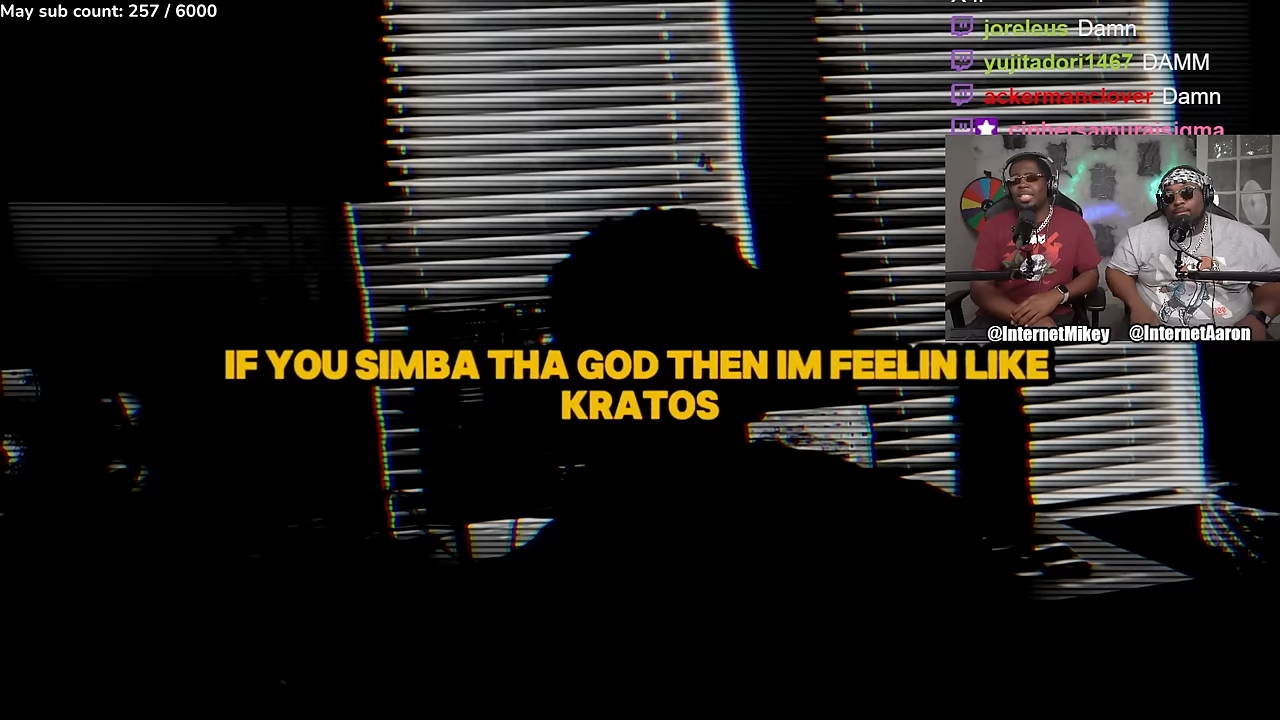 May sub count: 257 / 6000
joreleus Damn
yujitadori1467 DAMM
ackermanclover Damn
ciphersamuraisigma
@InternetMikey @InternetAaron
IF YOU SIMBA THA GOD THEN IM FEELIN LIKE
KRATOS